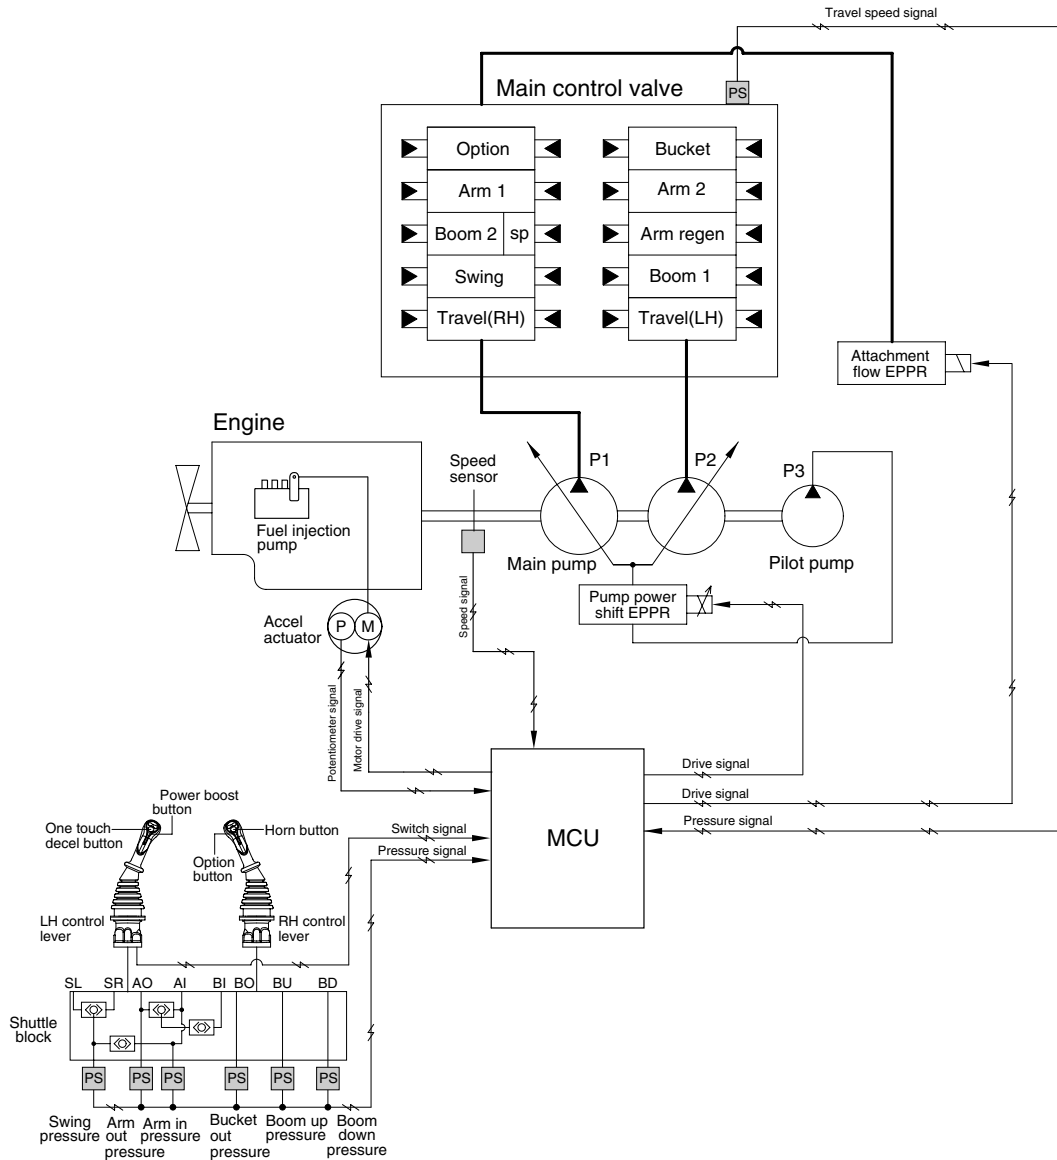 Travel speed signal
Main control valve
PS
Option
Bucket
Arm 1
Arm 2
Boom 2
sp
Arm regen
Swing
Boom 1
Travel(RH)
Travel(LH)
Attachment
flow EPPR
Engine
Speed
sensor
P1
P2
P3
Fuel injection
pump
Main pump
Pilot pump
Pump power
shift EPPR
Accel
actuator
P
M
Speed signal
Potentiometer signal
Motor drive signal
MCU
Drive signal
Drive signal
Pressure signal
Switch signal
Pressure signal
Power boost
button
One touch
decel button
Horn button
Option
button
LH control
lever
RH control
lever
SL
SR
AO
AI
BI
BO
BU
BD
Shuttle
block
PS
PS
PS
PS
PS
PS
Swing
pressure
Arm
out
pressure
Arm in
pressure
Bucket
out
pressure
Boom up
pressure
Boom
down
pressure